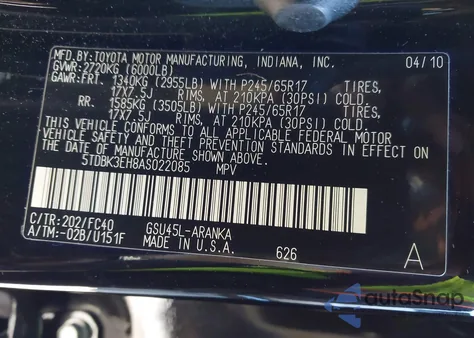 MFD.BY:TOYOTA MOTOR MANUFACTURING, INDIANA, INC. 04/10
GVWR:2720KG (6000LB)
GAWR:FRT. 1340KG (2955LB) WITH P245/65R17 TIRES,
17X7.5J RIMS, AT 210KPA (30PSI) COLD.
RR. 1585KG (3505LB) WITH P245/65R17 TIRES,
17X7.5J RIMS, AT 210KPA (30PSI) COLD.
THIS VEHICLE CONFORMS TO ALL APPLICABLE FEDERAL MOTOR
VEHICLE SAFETY AND THEFT PREVENTION STANDARDS IN EFFECT ON
THE DATE OF MANUFACTURE SHOWN ABOVE.
5TDBK3EH8AS022085 MPV
C/TR:202/FC40 GSU45L-ARANKA
A/TM:-02B/U151F MADE IN U.S.A. 626 A
autoSnap